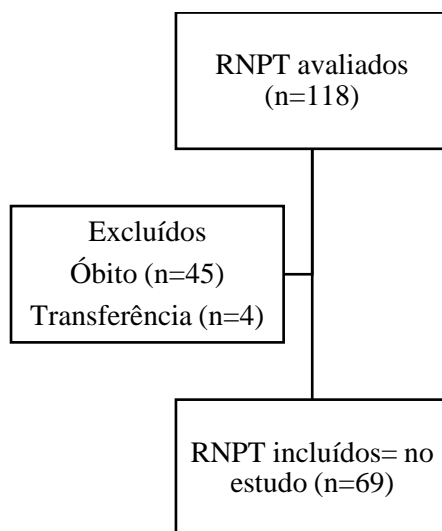 RNPT avaliados
(n=118)
Excluídos
Óbito (n=45)
Transferência (n=4)
RNPT incluídos= no
estudo (n=69)